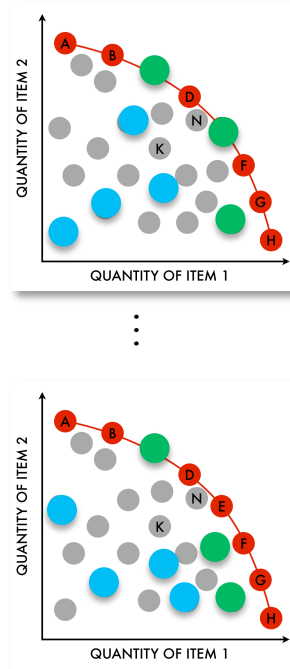 QUANTITY OF ITEM 2
A
B
D
N
K
F
G
H
QUANTITY OF ITEM 1
QUANTITY OF ITEM 2
A
B
D
N
E
K
F
G
H
QUANTITY OF ITEM 1